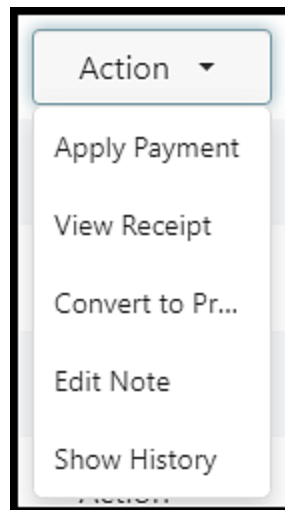 Action
Apply Payment
View Receipt
Convert to Pr...
Edit Note
Show History